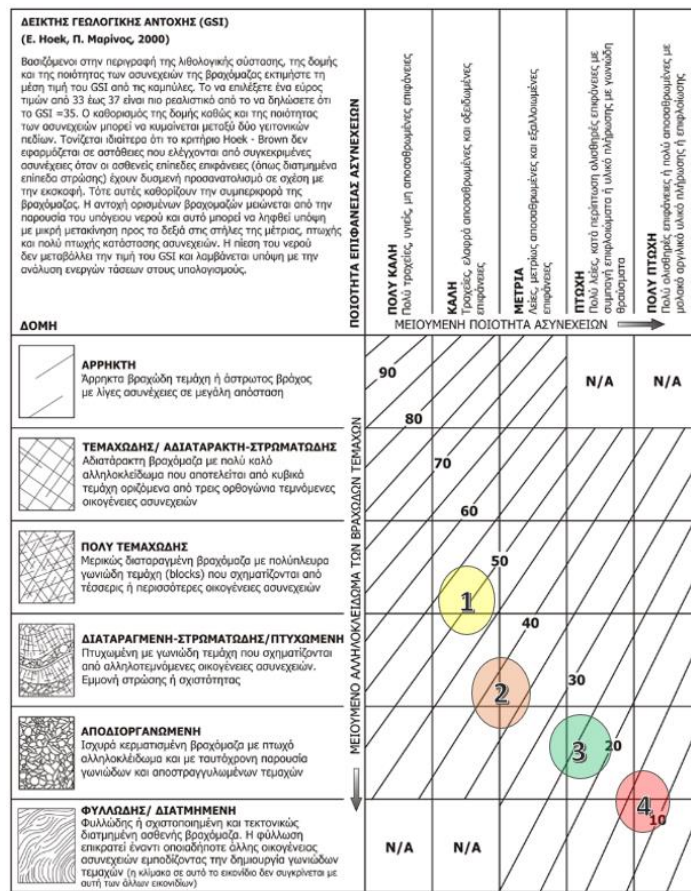 ΔΕΙΚΤΗΣ ΓΕΩΛΟΓΙΚΗΣ ΑΝΤΟΧΗΣ (GSI)
(E. Hoek, Π. Μαρίνος, 2000)
Βασιζόμενοι στην περιγραφή της λιθολογικής σύστασης, της δομής
και της ποιότητας των ασυνεχειών της βραχόμαζας εκτιμήστε τη
μέση τιμή του GSI από τις καμπύλες. Το να επιλέξετε ένα εύρος
τιμών από 33 έως 37 είναι πιο ρεαλιστικό από το να δηλώσετε ότι
το GSI =35. Ο καθορισμός της δομής καθώς και της ποιότητας
των ασυνεχειών μπορεί να κυμαίνεται μεταξύ δύο γειτονικών
πεδίων. Τονίζεται ιδιαίτερα ότι το κριτήριο Hoek - Brown δεν
εφαρμόζεται σε αστάθειες που ελέγχονται από συγκεκριμένες
ασυνέχειες όταν οι ασθενείς επίπεδες επιφάνειες (όπως διατμημένα
επίπεδα στρώσης) έχουν δυσμενή προσανατολισμό σε σχέση με
την εκσκαφή. Τότε αυτές καθορίζουν την συμπεριφορά της
βραχόμαζας. Η αντοχή ορισμένων βραχομαζών μειώνεται από την
παρουσία του υπόγειου νερού και αυτό μπορεί να ληφθεί υπόψη
με μικρή μετακίνηση προς τα δεξιά στις στήλες της μέτριας, πτωχής
και πολύ πτωχής κατάστασης ασυνεχειών. Η πίεση του νερού
δεν μεταβάλλει την τιμή του GSI και λαμβάνεται υπόψη με την
ανάλυση ενεργών τάσεων στους υπολογισμούς.
ΠΟΙΟΤΗΤΑ ΕΠΙΦΑΝΕΙΑΣ ΑΣΥΝΕΧΕΙΩΝ
ΠΟΛΥ ΚΑΛΗ
Πολύ τραχείες, υγιείς, μη αποσαθρωμένες επιφάνειες
ΚΑΛΗ
Τραχείες, ελαφρά αποσαθρωμένες και οξειδωμένες
επιφάνειες
ΜΕΤΡΙΑ
Λείες, μετρίως αποσαθρωμένες και εξαλλοιωμένες
επιφάνειες
ΠΤΩΧΗ
Πολύ λείες, κατά περίπτωση ολισθηρές επιφάνειες με
συμπαγή επιφλοιώματα ή υλικό πλήρωσης με γωνιώδη
θραύσματα
ΠΟΛΥ ΠΤΩΧΗ
Πολύ ολισθηρές επιφάνειες ή πολύ αποσαθρωμένες με
μαλακό αργιλικό υλικό πλήρωσης ή επιφλοίωσης
ΔΟΜΗ
ΜΕΙΟΥΜΕΝΗ ΠΟΙΟΤΗΤΑ ΑΣΥΝΕΧΕΙΩΝ
ΜΕΙΟΥΜΕΝΟ ΑΛΛΗΛΟΚΛΕΙΔΩΜΑ ΤΩΝ ΒΡΑΧΩΔΩΝ ΤΕΜΑΧΩΝ
ΑΡΡΗΚΤΗ
Άρρηκτα βραχώδη τεμάχη ή άστρωτος βράχος
με λίγες ασυνέχειες σε μεγάλη απόσταση
90
80
N/A
N/A
ΤΕΜΑΧΩΔΗΣ/ ΑΔΙΑΤΑΡΑΚΤΗ-ΣΤΡΩΜΑΤΩΔΗΣ
Αδιατάρακτη βραχόμαζα με πολύ καλό
αλληλοκλείδωμα που αποτελείται από κυβικά
τεμάχη οριζόμενα από τρεις ορθογώνια τεμνόμενες
οικογένειες ασυνεχειών
70
60
ΠΟΛΥ ΤΕΜΑΧΩΔΗΣ
Μερικώς διαταραγμένη βραχόμαζα με πολύπλευρα
γωνιώδη τεμάχη (blocks) που σχηματίζονται από
τέσσερις ή περισσότερες οικογένειες ασυνεχειών
50
1
ΔΙΑΤΑΡΑΓΜΕΝΗ-ΣΤΡΩΜΑΤΩΔΗΣ/ΠΤΥΧΩΜΕΝΗ
Πτυχωμένη με γωνιώδη τεμάχη που σχηματίζονται
από αλληλοτεμνόμενες οικογένειες ασυνεχειών.
Εμμονή στρώσης ή σχιστότητας
40
2
30
ΑΠΟΔΙΟΡΓΑΝΩΜΕΝΗ
Ισχυρά κερματισμένη βραχόμαζα με πτωχό
αλληλοκλείδωμα και με ταυτόχρονη παρουσία
γωνιώδων και αποστραγγυλωμένων τεμαχών
3
20
ΦΥΛΛΩΔΗΣ/ ΔΙΑΤΜΗΜΕΝΗ
Φυλλώδης ή σχιστοποιημένη και τεκτονικώς
διατμημένη ασθενής βραχόμαζα. Η φύλλωση
επικρατεί έναντι οποιαδήποτε άλλης οικογένειας
ασυνεχειών εμποδίζοντας την δημιουργία γωνιώδων
τεμαχών (η κλίμακα σε αυτό το εικονίδιο δεν συγκρίνεται με
αυτή των άλλων εικονιδίων)
N/A
N/A
4
10